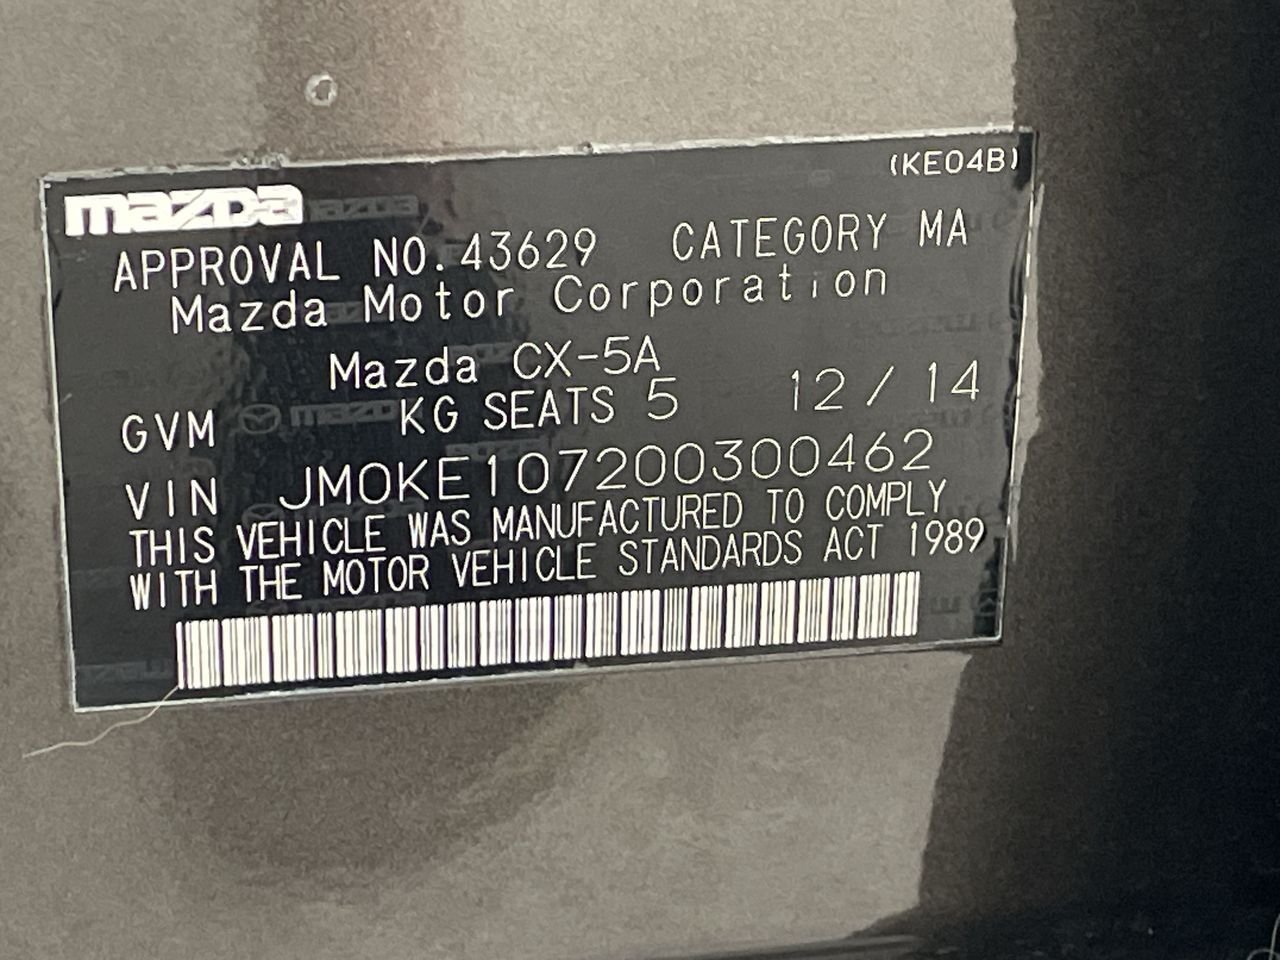 (KE04B)
mazda
APPROVAL NO. 43629 CATEGORY MA
Mazda Motor Corporation
Mazda CX-5A
GVM KG SEATS 5 12 / 14
VIN JM0KE107200300462
THIS VEHICLE WAS MANUFACTURED TO COMPLY
WITH THE MOTOR VEHICLE STANDARDS ACT 1989